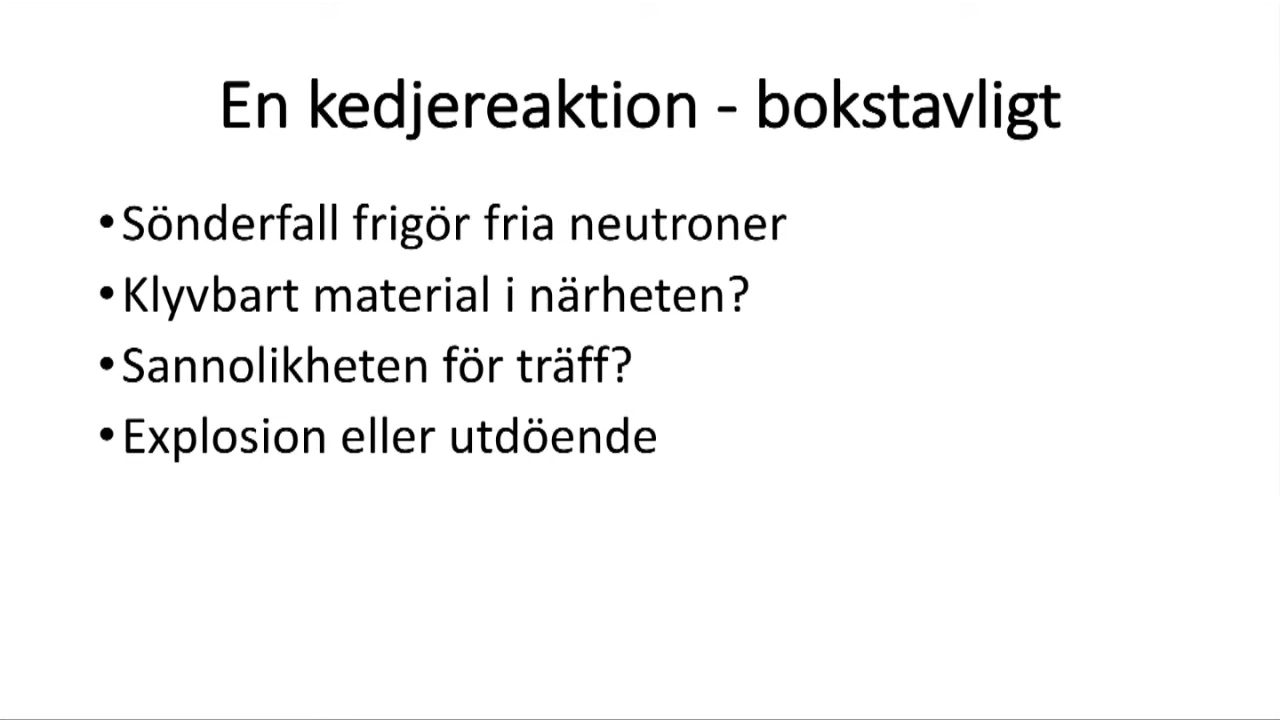 En kedjereaktion - bokstavligt
•Sönderfall frigör fria neutroner
•Klyvbart material i närheten?
•Sannolikheten för träff?
•Explosion eller utdöende